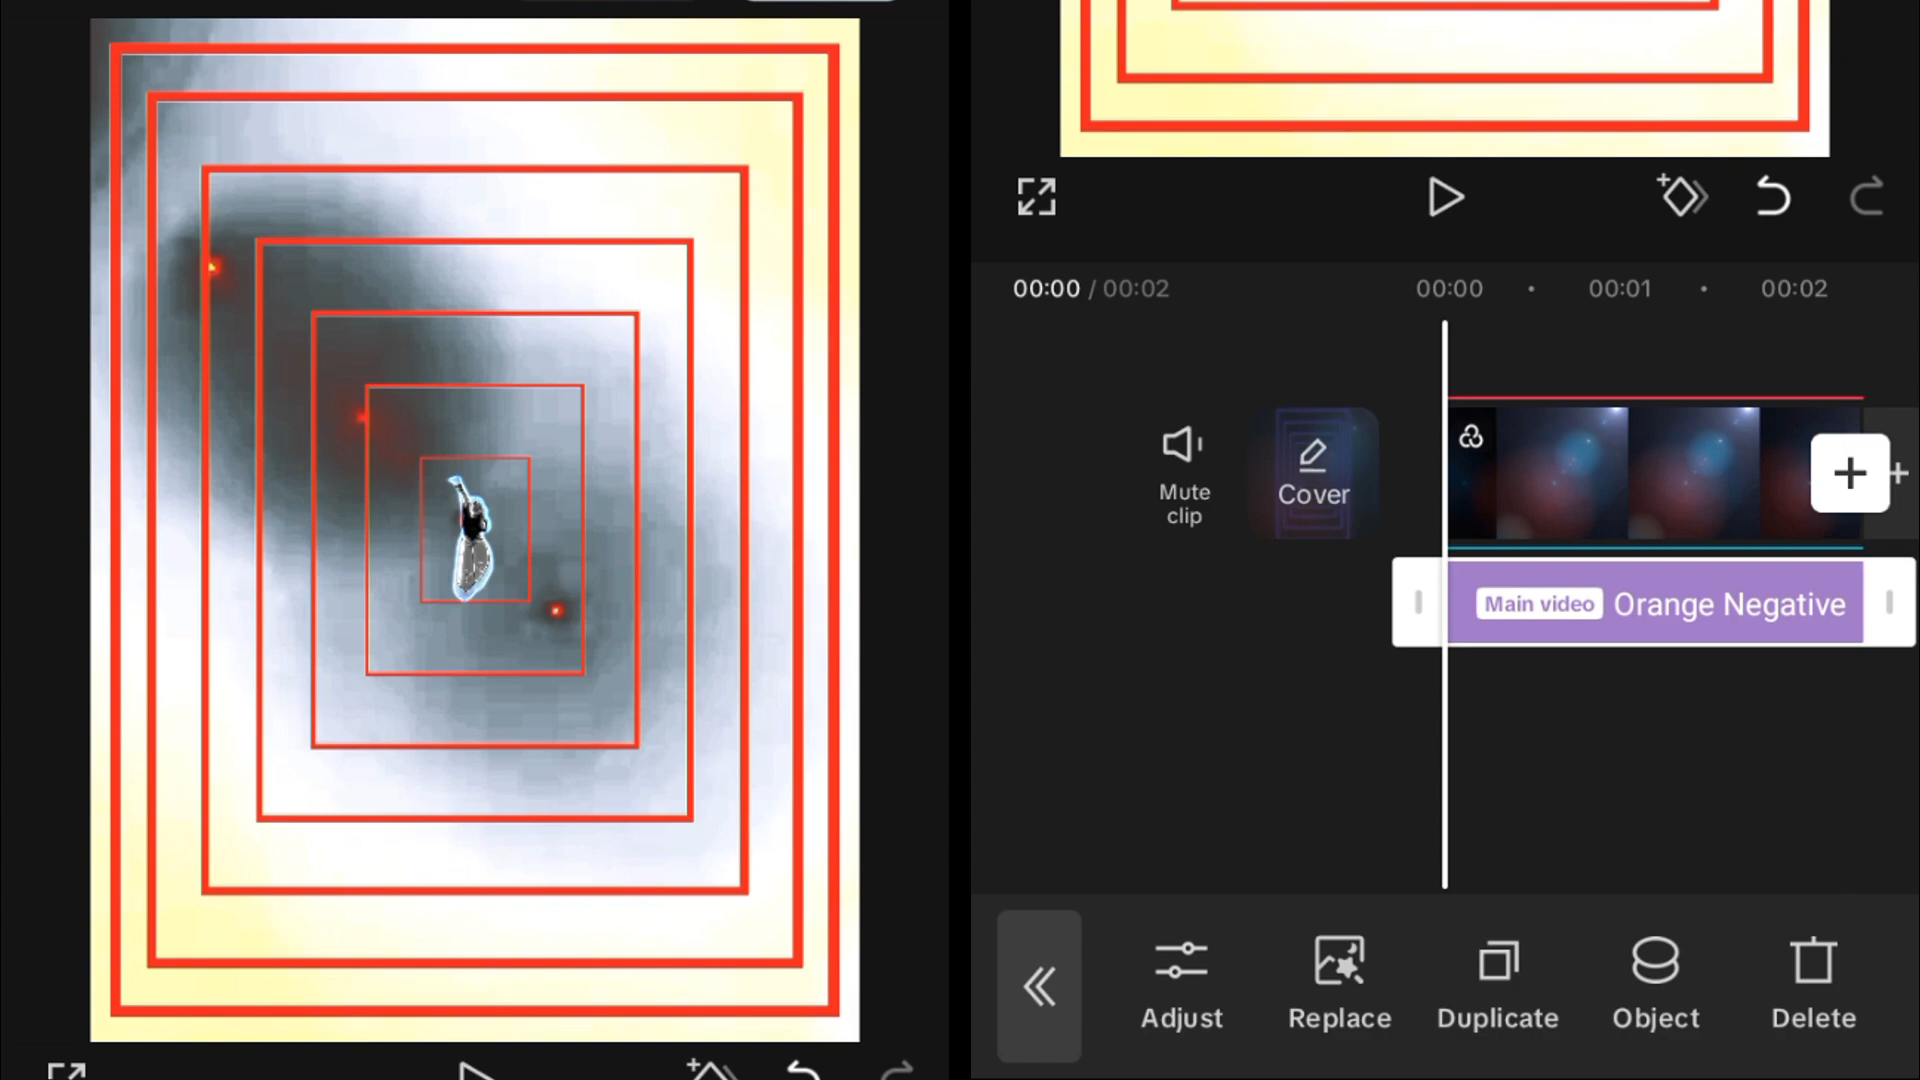 00:00 / 00:02
00:00
00:01
00:02
Mute
clip
Cover
Main video Orange Negative
Adjust
Replace
Duplicate
Object
Delete